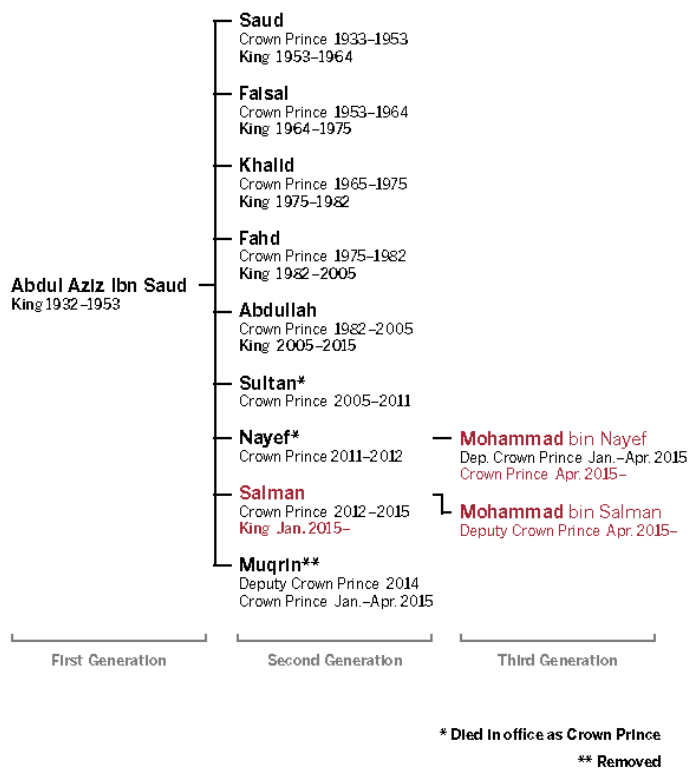 Saud
Crown Prince 1933–1953
King 1953–1964
Faisal
Crown Prince 1953–1964
King 1964–1975
Khalid
Crown Prince 1965–1975
King 1975–1982
Fahd
Crown Prince 1975–1982
King 1982–2005
Abdul Aziz Ibn Saud
King 1932–1953
Abdullah
Crown Prince 1982–2005
King 2005–2015
Sultan*
Crown Prince 2005–2011
Nayef*
Crown Prince 2011–2012
Mohammad bin Nayef
Dep. Crown Prince Jan.–Apr. 2015
Crown Prince Apr. 2015–
Salman
Crown Prince 2012–2015
King Jan. 2015–
Mohammad bin Salman
Deputy Crown Prince Apr. 2015–
Muqrin**
Deputy Crown Prince 2014
Crown Prince Jan.–Apr. 2015
First Generation
Second Generation
Third Generation
* Died in office as Crown Prince
** Removed